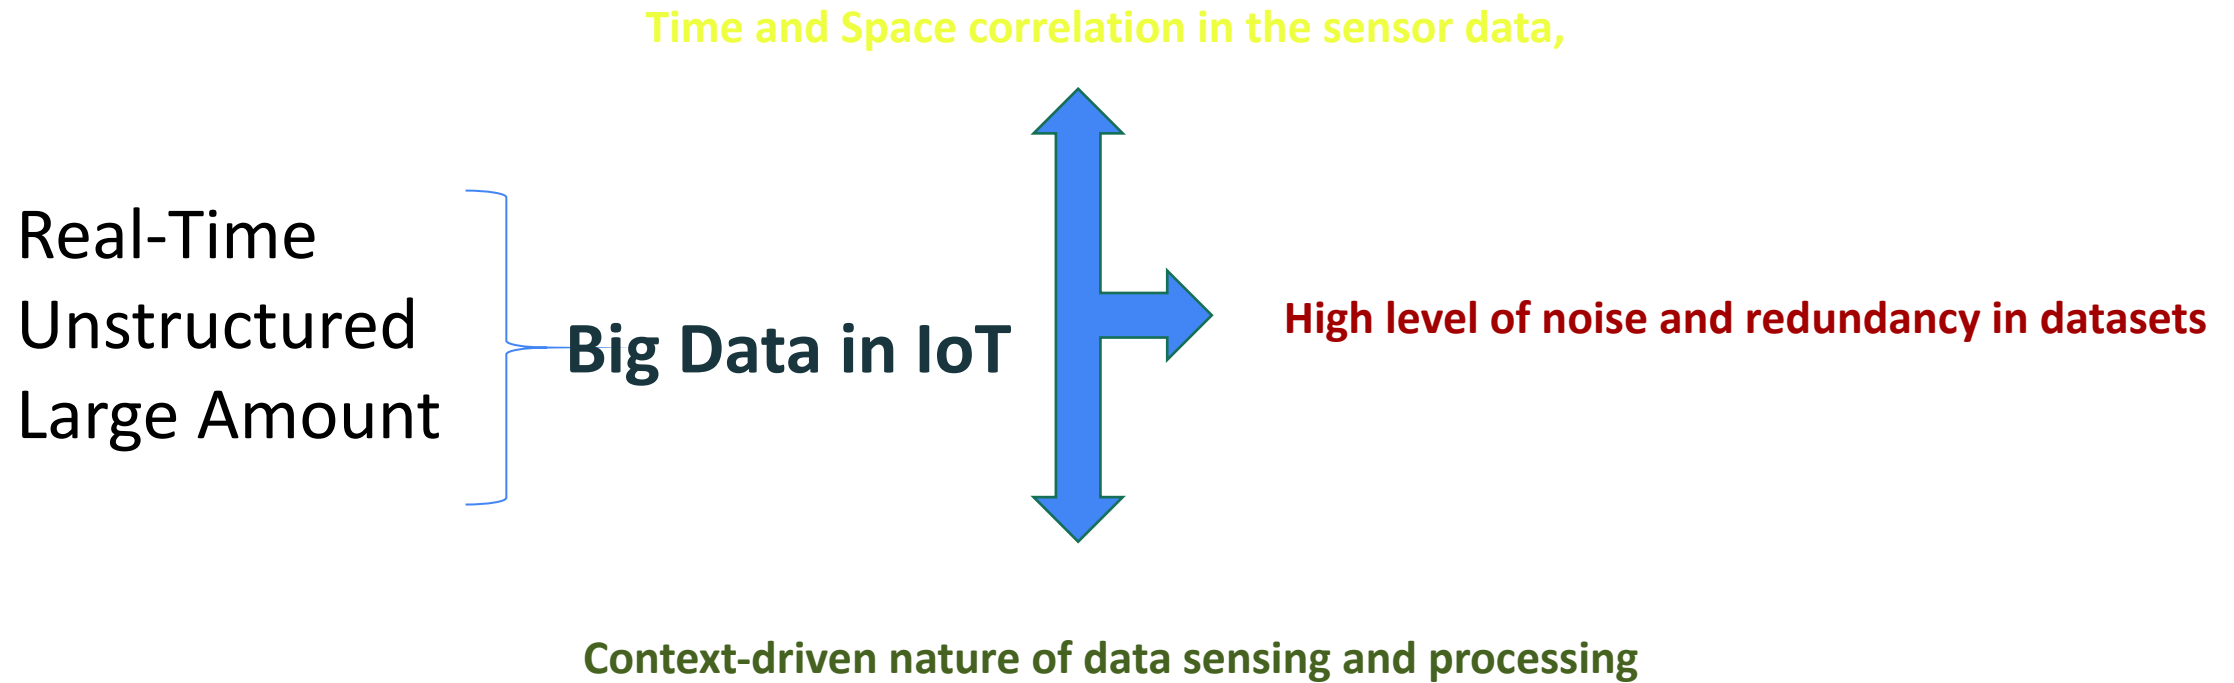 Time and Space correlation in the sensor data,
Real-Time
Unstructured
Large Amount
Big Data in IoT
High level of noise and redundancy in datasets
Context-driven nature of data sensing and processing